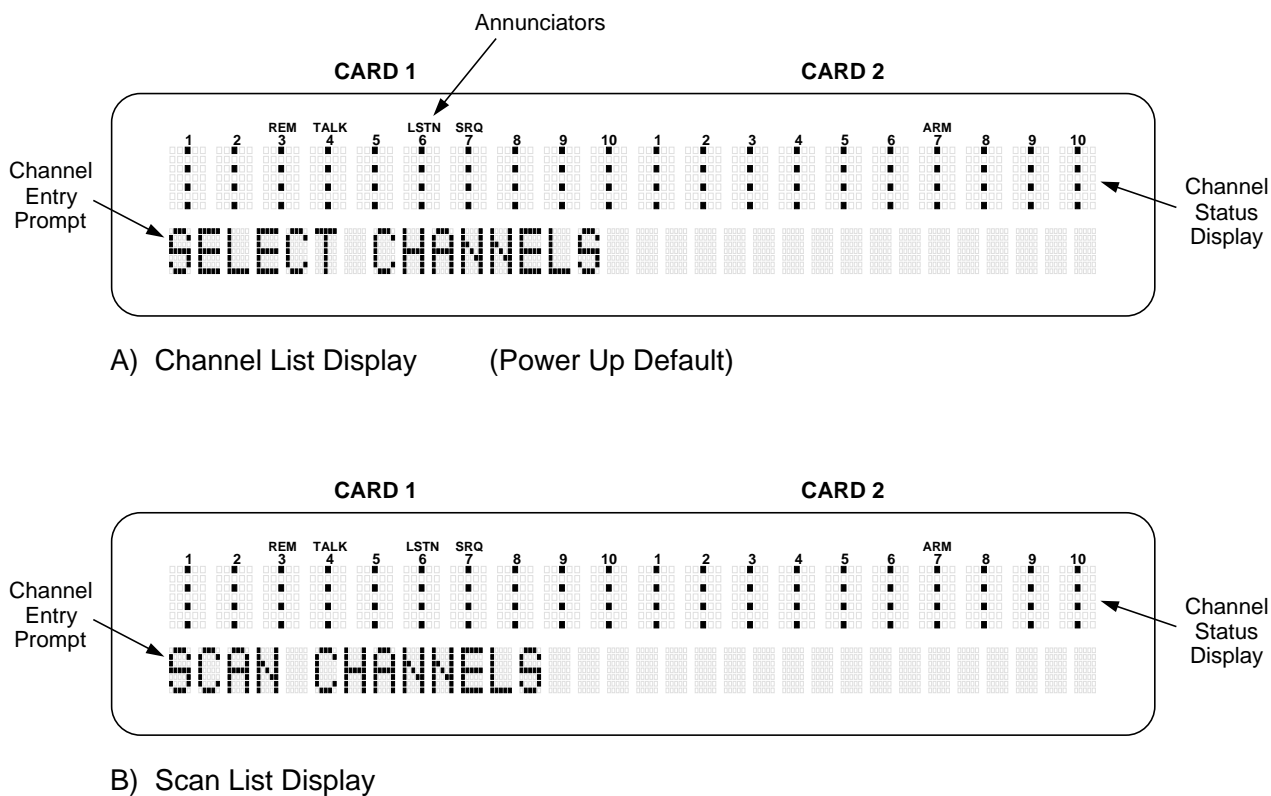 Annunciators
CARD 1 CARD 2
REM TALK LSTN SRQ ARM
1 2 3 4 5 6 7 8 9 10 1 2 3 4 5 6 7 8 9 10
Channel
Entry
Prompt
Channel
Status
Display
SELECT CHANNELS
A) Channel List Display (Power Up Default)
CARD 1 CARD 2
REM TALK LSTN SRQ ARM
1 2 3 4 5 6 7 8 9 10 1 2 3 4 5 6 7 8 9 10
Channel
Entry
Prompt
Channel
Status
Display
SCAN CHANNELS
B) Scan List Display